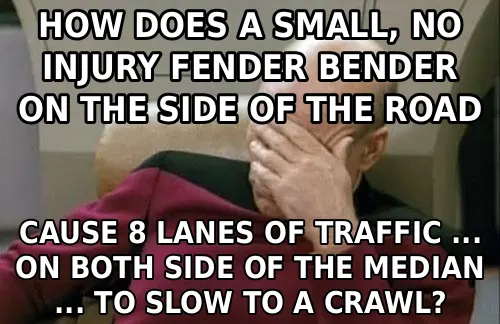 HOW DOES A SMALL, NO
INJURY FENDER BENDER
ON THE SIDE OF THE ROAD
CAUSE 8 LANES OF TRAFFIC ...
ON BOTH SIDE OF THE MEDIAN
... TO SLOW TO A CRAWL?